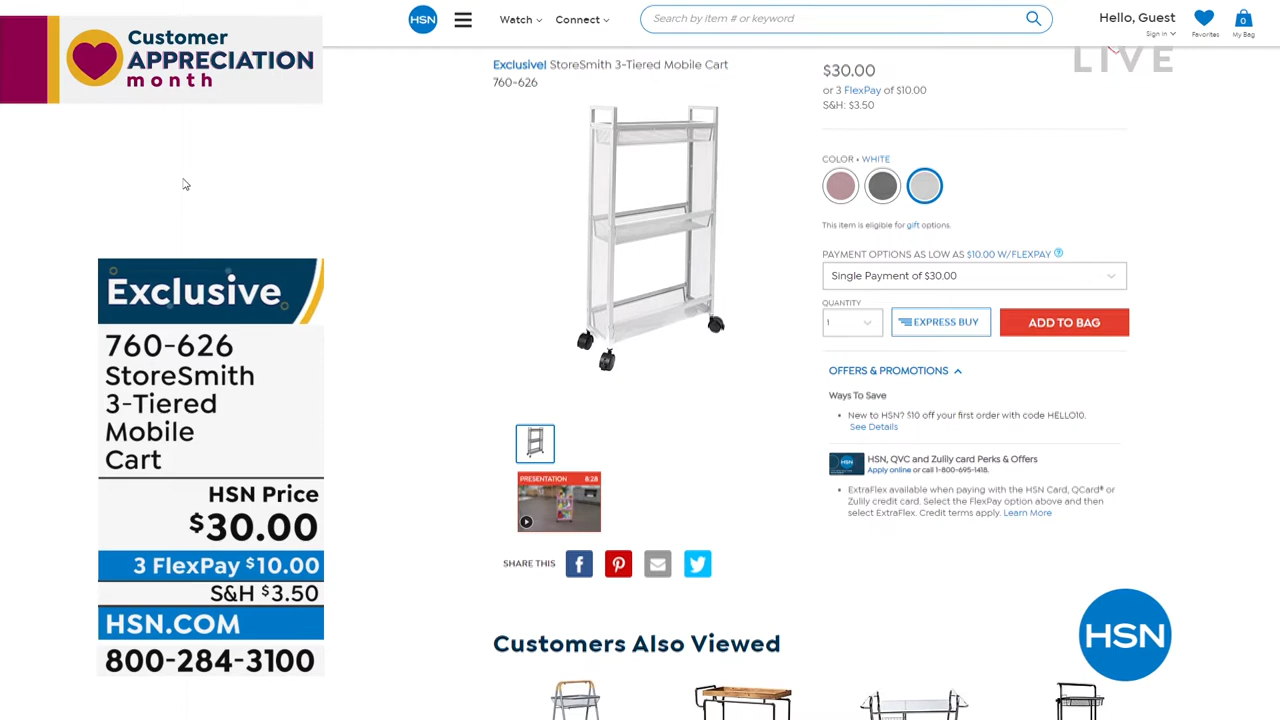 Customer
APPRECIATION
month
Exclusive
760-626
StoreSmith
3-Tiered
Mobile
Cart
HSN Price
$30.00
3 FlexPay $10.00
S&H $3.50
HSN.COM
800-284-3100
HSN
Watch
Connect
Search by item # or keyword
Hello, Guest
Sign in
Favorites
0
My Bag
LIVE
Exclusive! StoreSmith 3-Tiered Mobile Cart
760-626
PRESENTATION 8:28
SHARE THIS
$30.00
or 3 FlexPay of $10.00
S&H: $3.50
COLOR • WHITE
This item is eligible for gift options.
PAYMENT OPTIONS AS LOW AS $10.00 W/FLEXPAY ?
Single Payment of $30.00
QUANTITY
1
EXPRESS BUY
ADD TO BAG
OFFERS & PROMOTIONS
Ways To Save
• New to HSN? $10 off your first order with code HELLO10.
See Details
HSN
HSN, QVC and Zulily card Perks & Offers
Apply online or call 1-800-695-1418.
• ExtraFlex available when paying with the HSN Card, QCard® or
Zulily credit card. Select the FlexPay option above and then
select ExtraFlex. Credit terms apply. Learn More
Customers Also Viewed
HSN